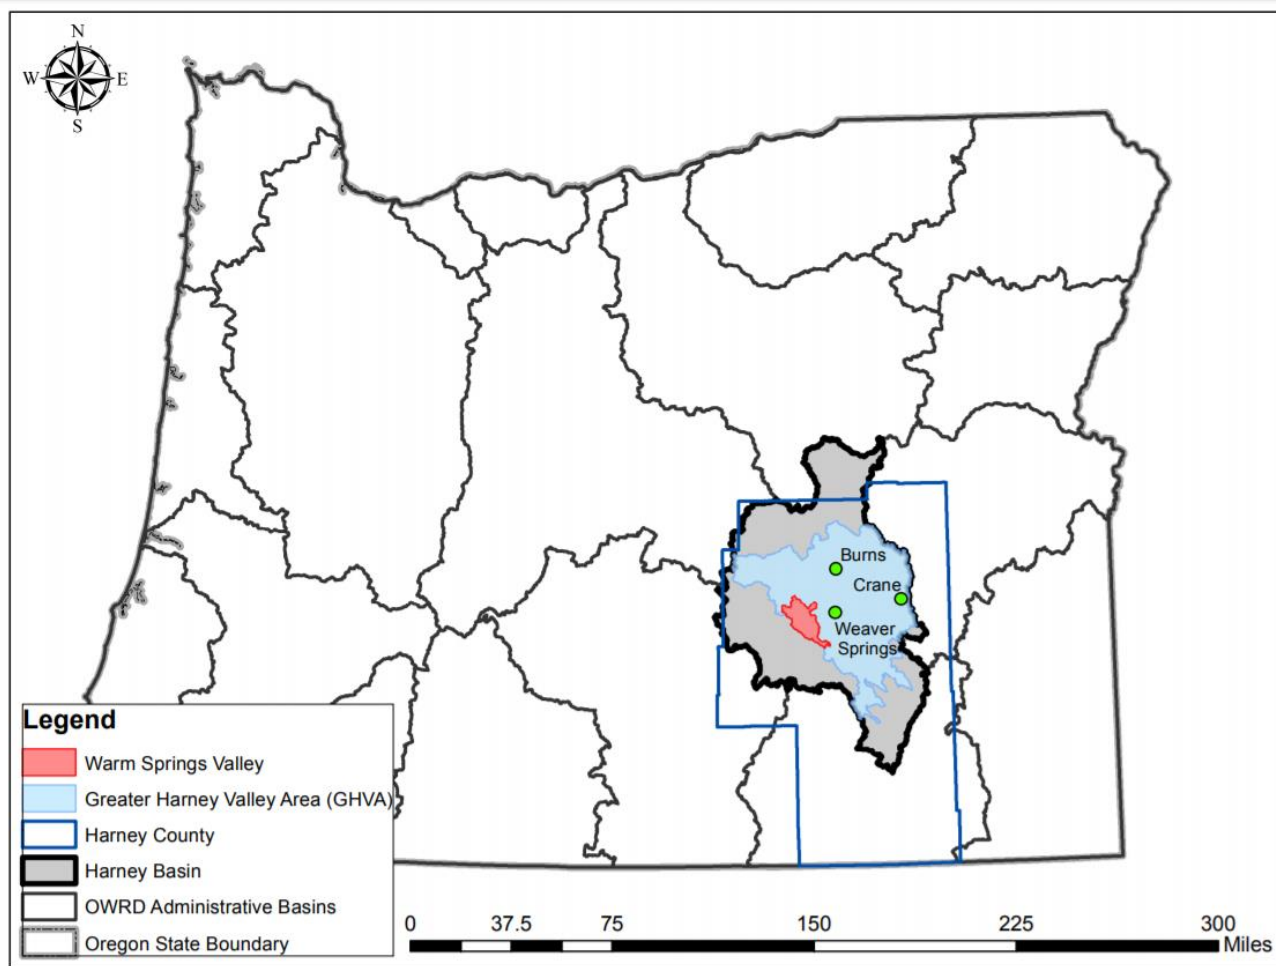 N
W E
S
Burns
Crane
Weaver
Springs
Legend
Warm Springs Valley
Greater Harney Valley Area (GHVA)
Harney County
Harney Basin
OWRD Administrative Basins
Oregon State Boundary
0 37.5 75 150 225 300
Miles